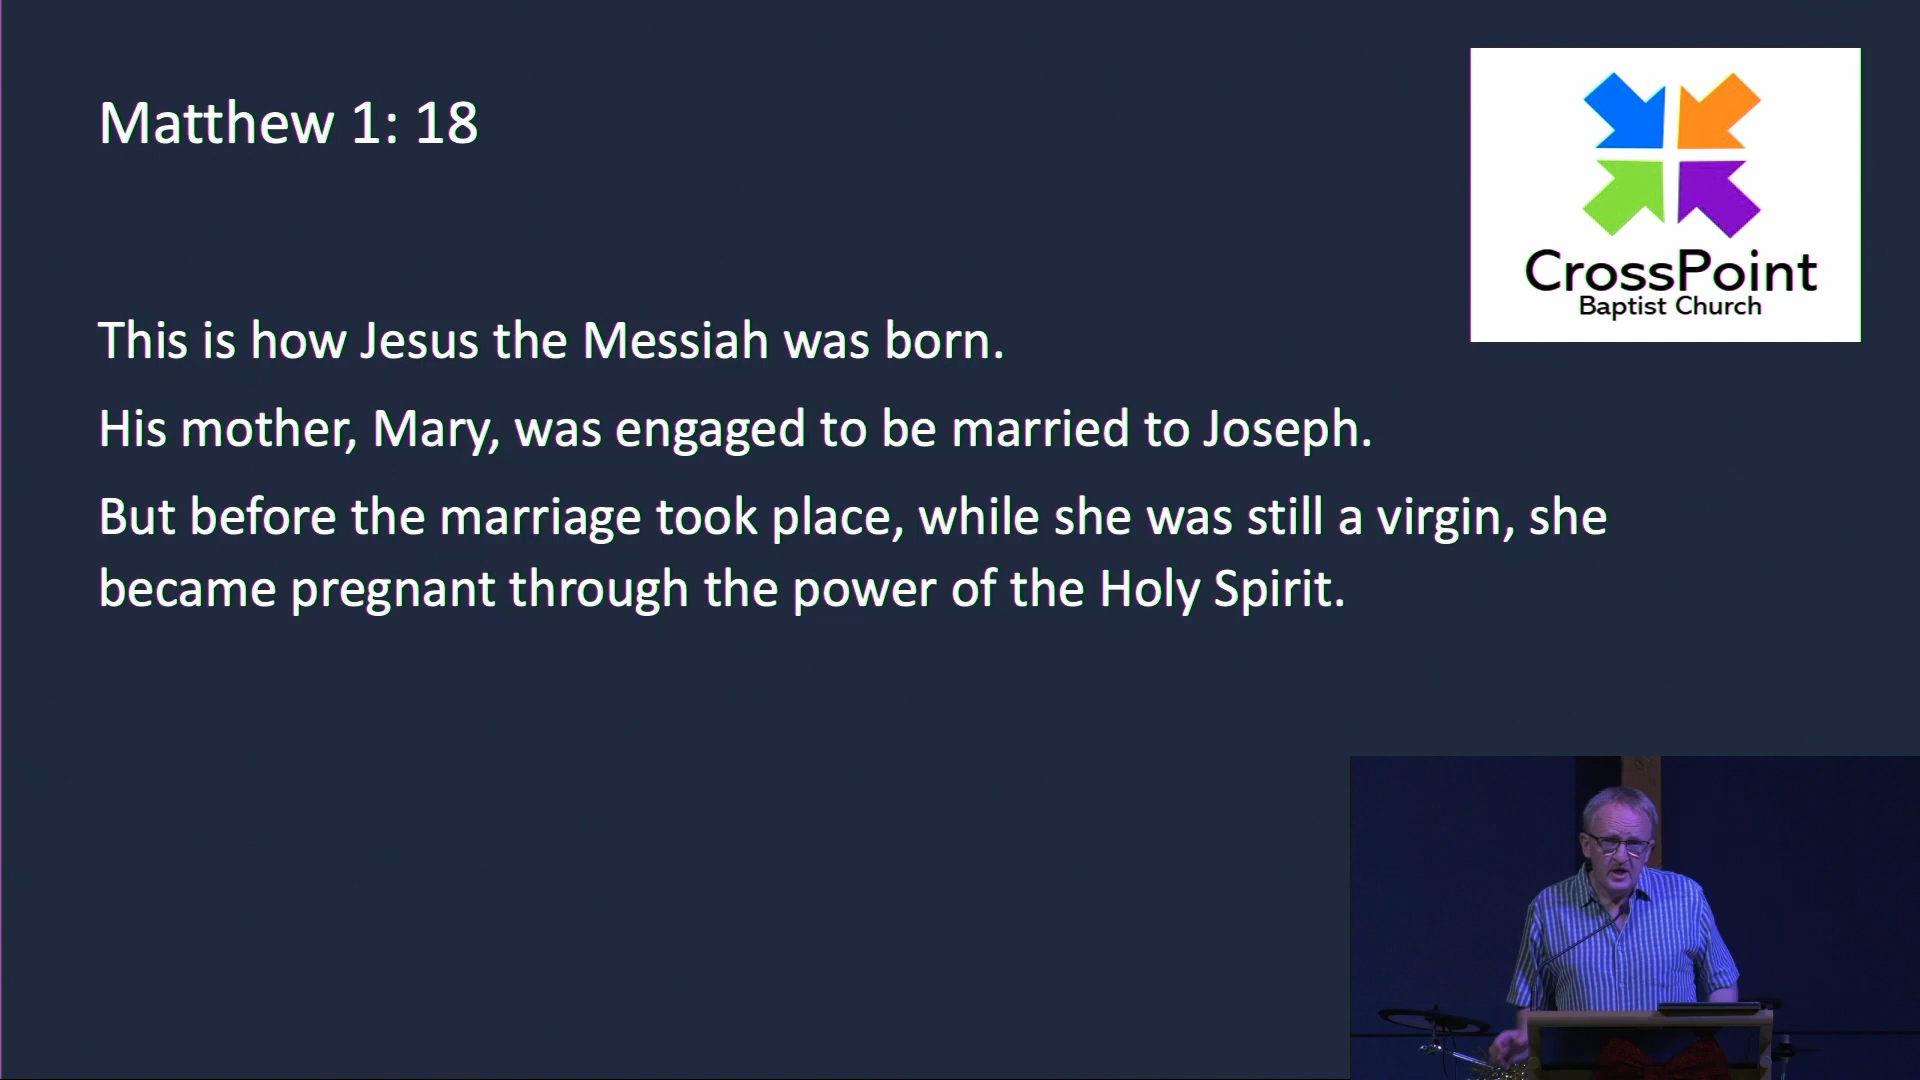 Matthew 1: 18
CrossPoint
Baptist Church
This is how Jesus the Messiah was born.
His mother, Mary, was engaged to be married to Joseph.
But before the marriage took place, while she was still a virgin, she
became pregnant through the power of the Holy Spirit.